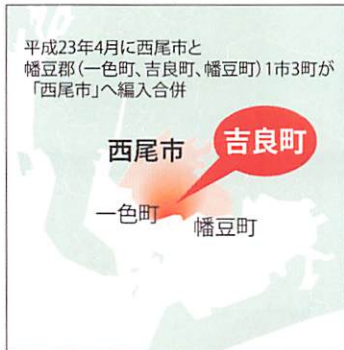 平成23年4月に西尾市と
幡豆郡(一色町、吉良町、幡豆町)1市3町が
「西尾市」へ編入合併
西尾市
吉良町
一色町
幡豆町